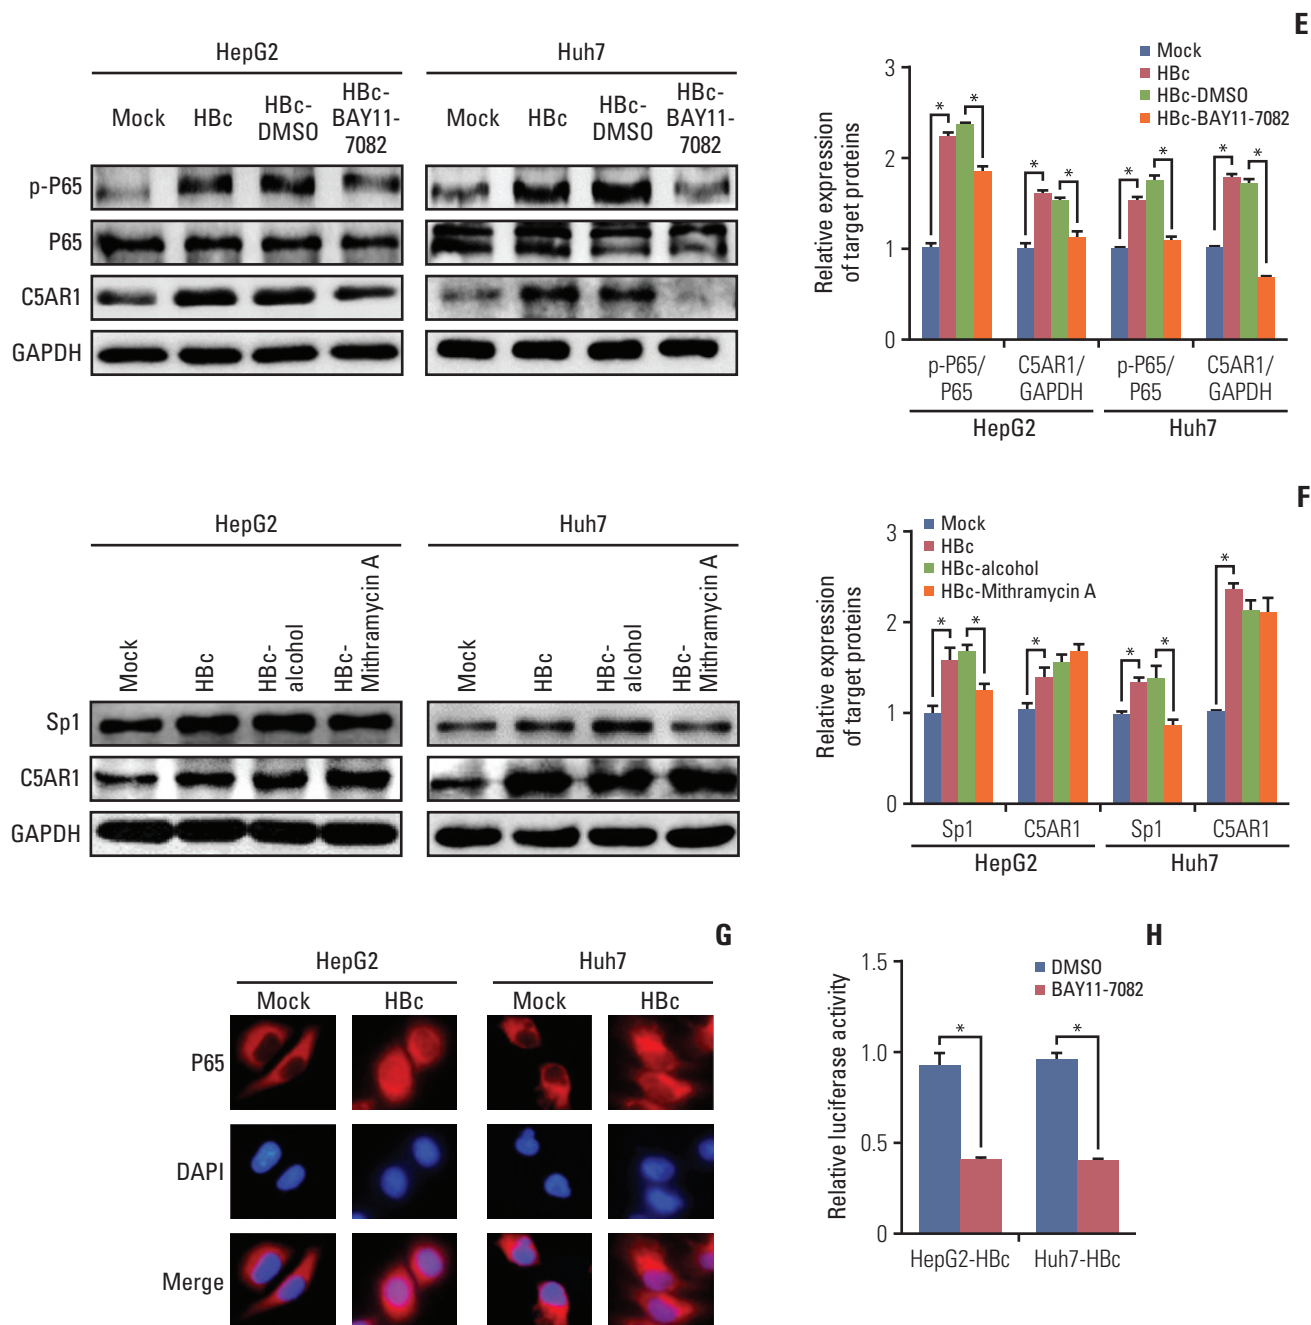 E
HepG2
Huh7
Mock
HBc
HBc-
DMSO
HBc-
BAY11-
7082
Mock
HBc
HBc-
DMSO
HBc-
BAY11-
7082
p-P65
P65
C5AR1
GAPDH
Mock
HBc
HBc-DMSO
HBc-BAY11-7082
Relative expression
of target proteins
3
2
1
0
* * * * * * * *
p-P65/
P65
C5AR1/
GAPDH
p-P65/
P65
C5AR1/
GAPDH
HepG2
Huh7
F
HepG2
Huh7
Mock
HBc
HBc-
alcohol
HBc-
Mithramycin A
Mock
HBc
HBc-
alcohol
HBc-
Mithramycin A
Sp1
C5AR1
GAPDH
Mock
HBc
HBc-alcohol
HBc-Mithramycin A
Relative expression
of target proteins
3
2
1
0
* * * * * *
Sp1
C5AR1
Sp1
C5AR1
HepG2
Huh7
G
HepG2
Huh7
Mock
HBc
Mock
HBc
P65
DAPI
Merge
H
DMSO
BAY11-7082
Relative luciferase activity
1.5
1.0
0.5
0
* *
HepG2-HBc
Huh7-HBc